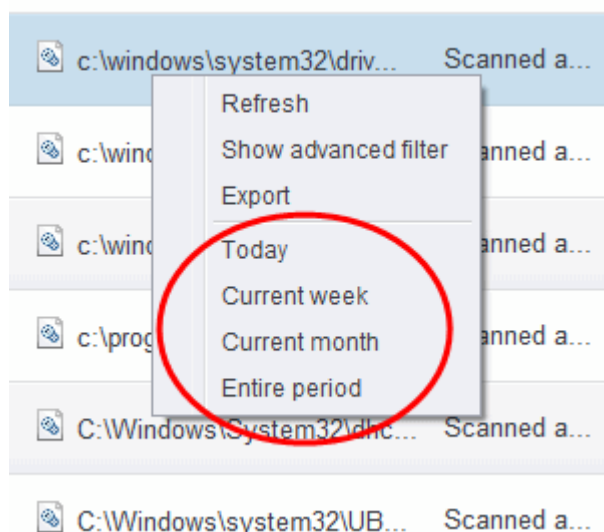 c:\windows\system32\driv... Scanned a...
Refresh
Show advanced filter
c:\wind anned a...
Export
c:\wind Today anned a...
Current week
c:\prog Current month anned a...
Entire period
C:\Windows\System32\dhc... Scanned a...
C:\Windows\system32\UB... Scanned a...